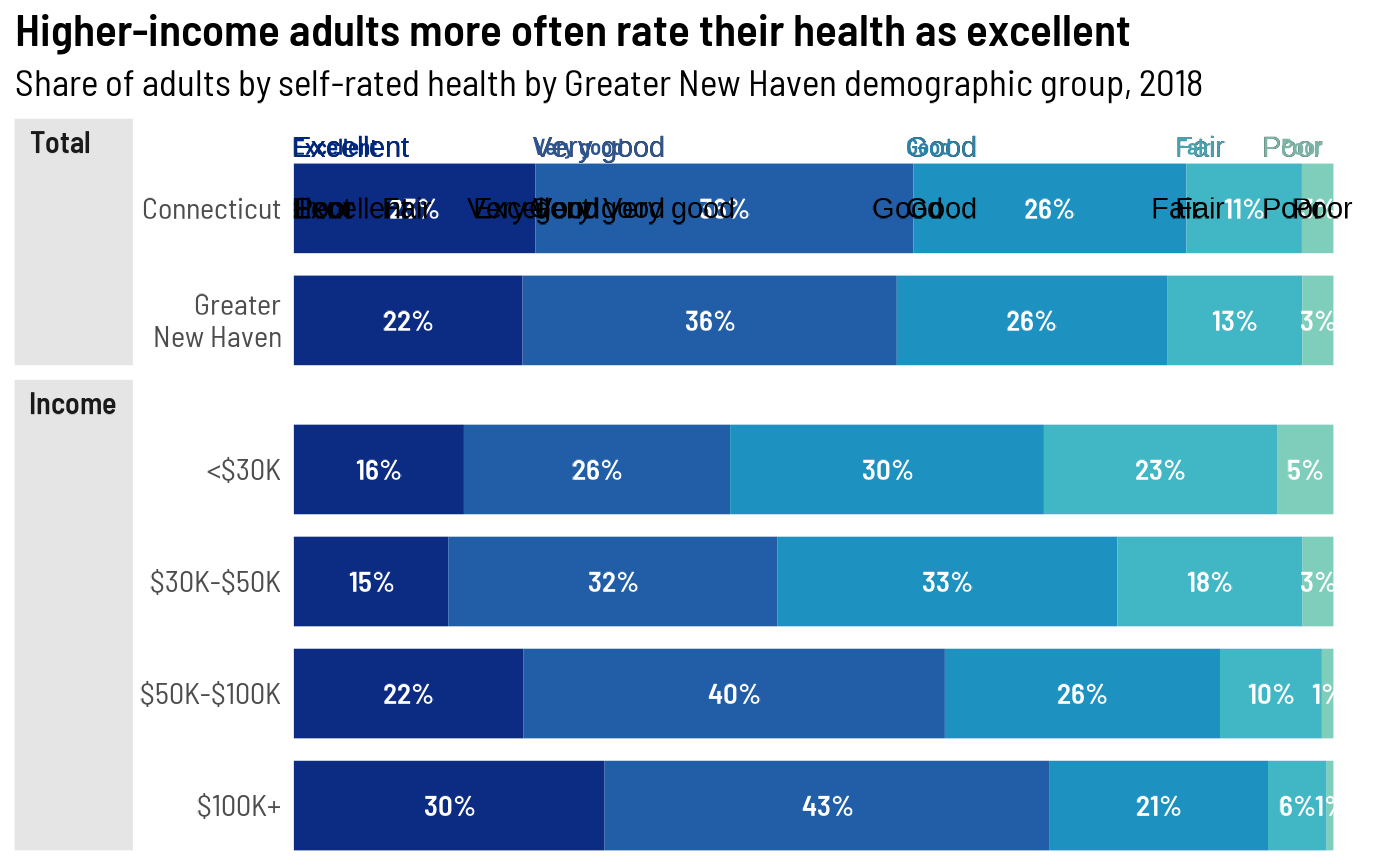 Higher-income adults more often rate their health as excellent
Share of adults by self-rated health by Greater New Haven demographic group, 2018
Total
Excellent Very good Good Fair Poor
Connecticut 26% 11%
Greater
New Haven 22% 36% 26% 13% 3%
Income
<$30K 16% 26% 30% 23% 5%
$30K-$50K 15% 32% 33% 18% 3%
$50K-$100K 22% 40% 26% 10% 1%
$100K+ 30% 43% 21% 6% 1%